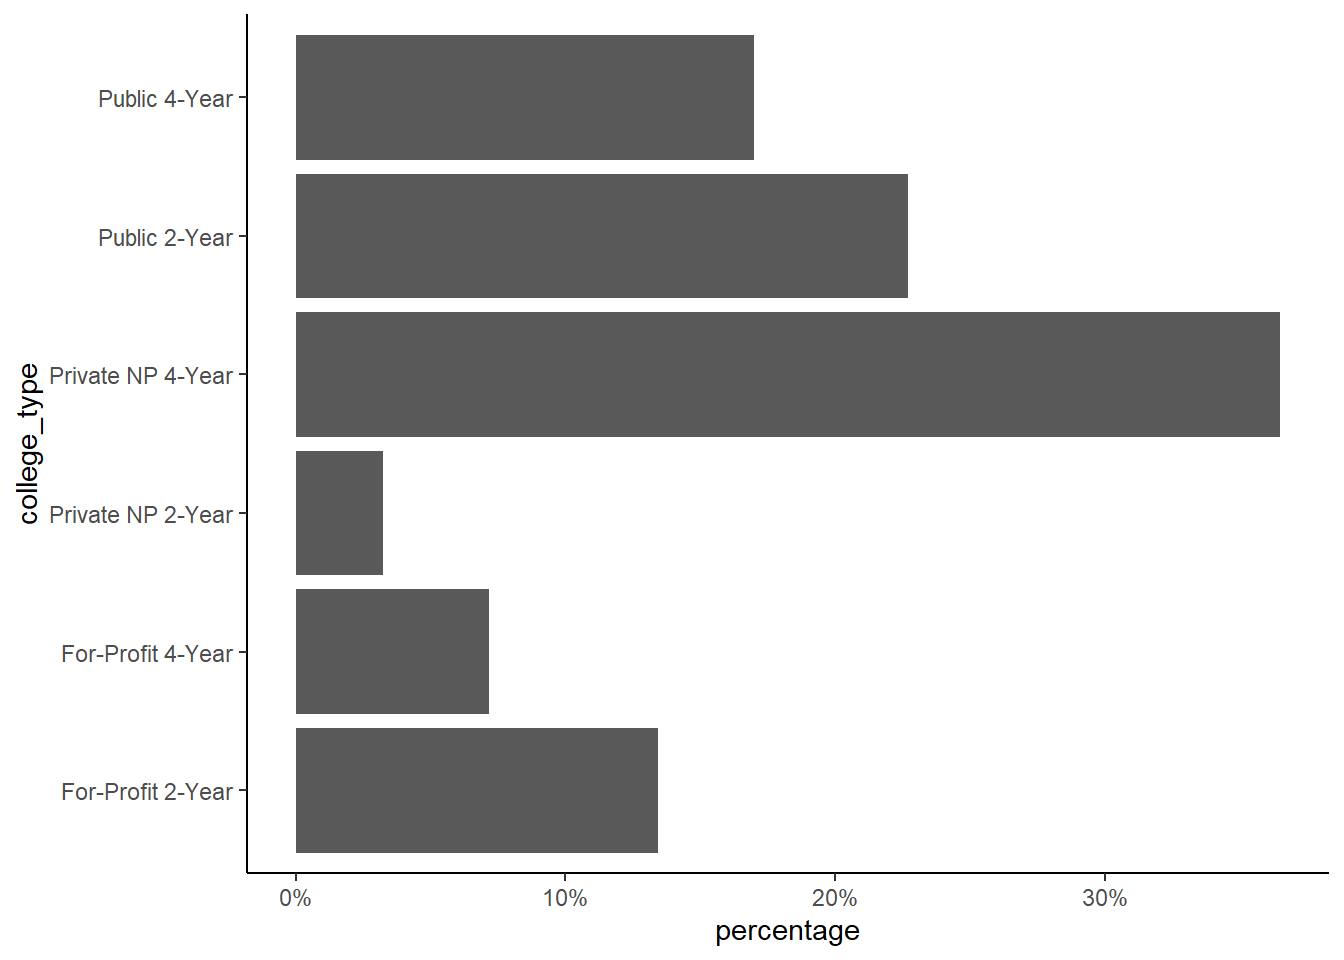 Public 4-Year
Public 2-Year
Private NP 4-Year
Private NP 2-Year
For-Profit 4-Year
For-Profit 2-Year
college_type
0% 10% 20% 30%
percentage